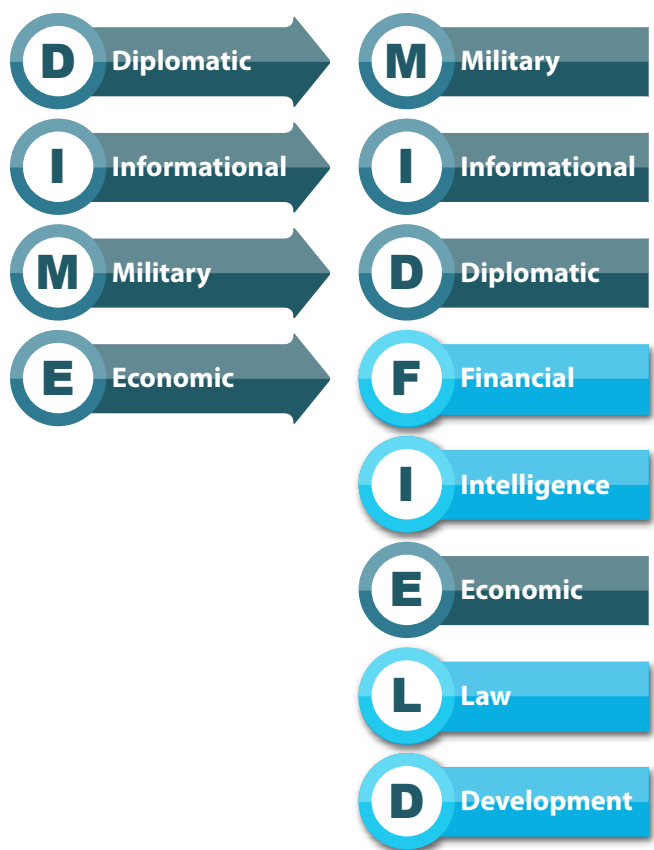 D Diplomatic
I Informational
M Military
E Economic
M Military
I Informational
D Diplomatic
F Financial
I Intelligence
E Economic
L Law
D Development